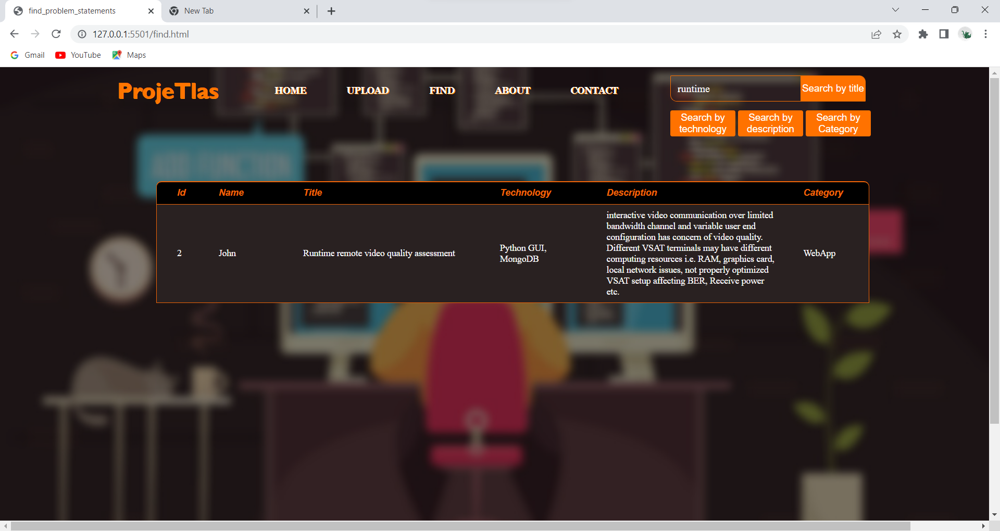 find_problem_statements
New Tab
127.0.0.1:5501/find.html
Gmail
YouTube
Maps
ProjeTlas
HOME
UPLOAD
FIND
ABOUT
CONTACT
runtime
Search by title
Search by
technology
Search by
description
Search by
Category
ADD FUNCTION
Id
Name
Title
Technology
Description
Category
2
John
Runtime remote video quality assessment
Python GUI,
MongoDB
interactive video communication over limited
bandwidth channel and variable user end
configuration has concern of video quality.
Different VSAT terminals may have different
computing resources i.e. RAM, graphics card,
local network issues, not properly optimized
VSAT setup affecting BER, Receive power
etc.
WebApp